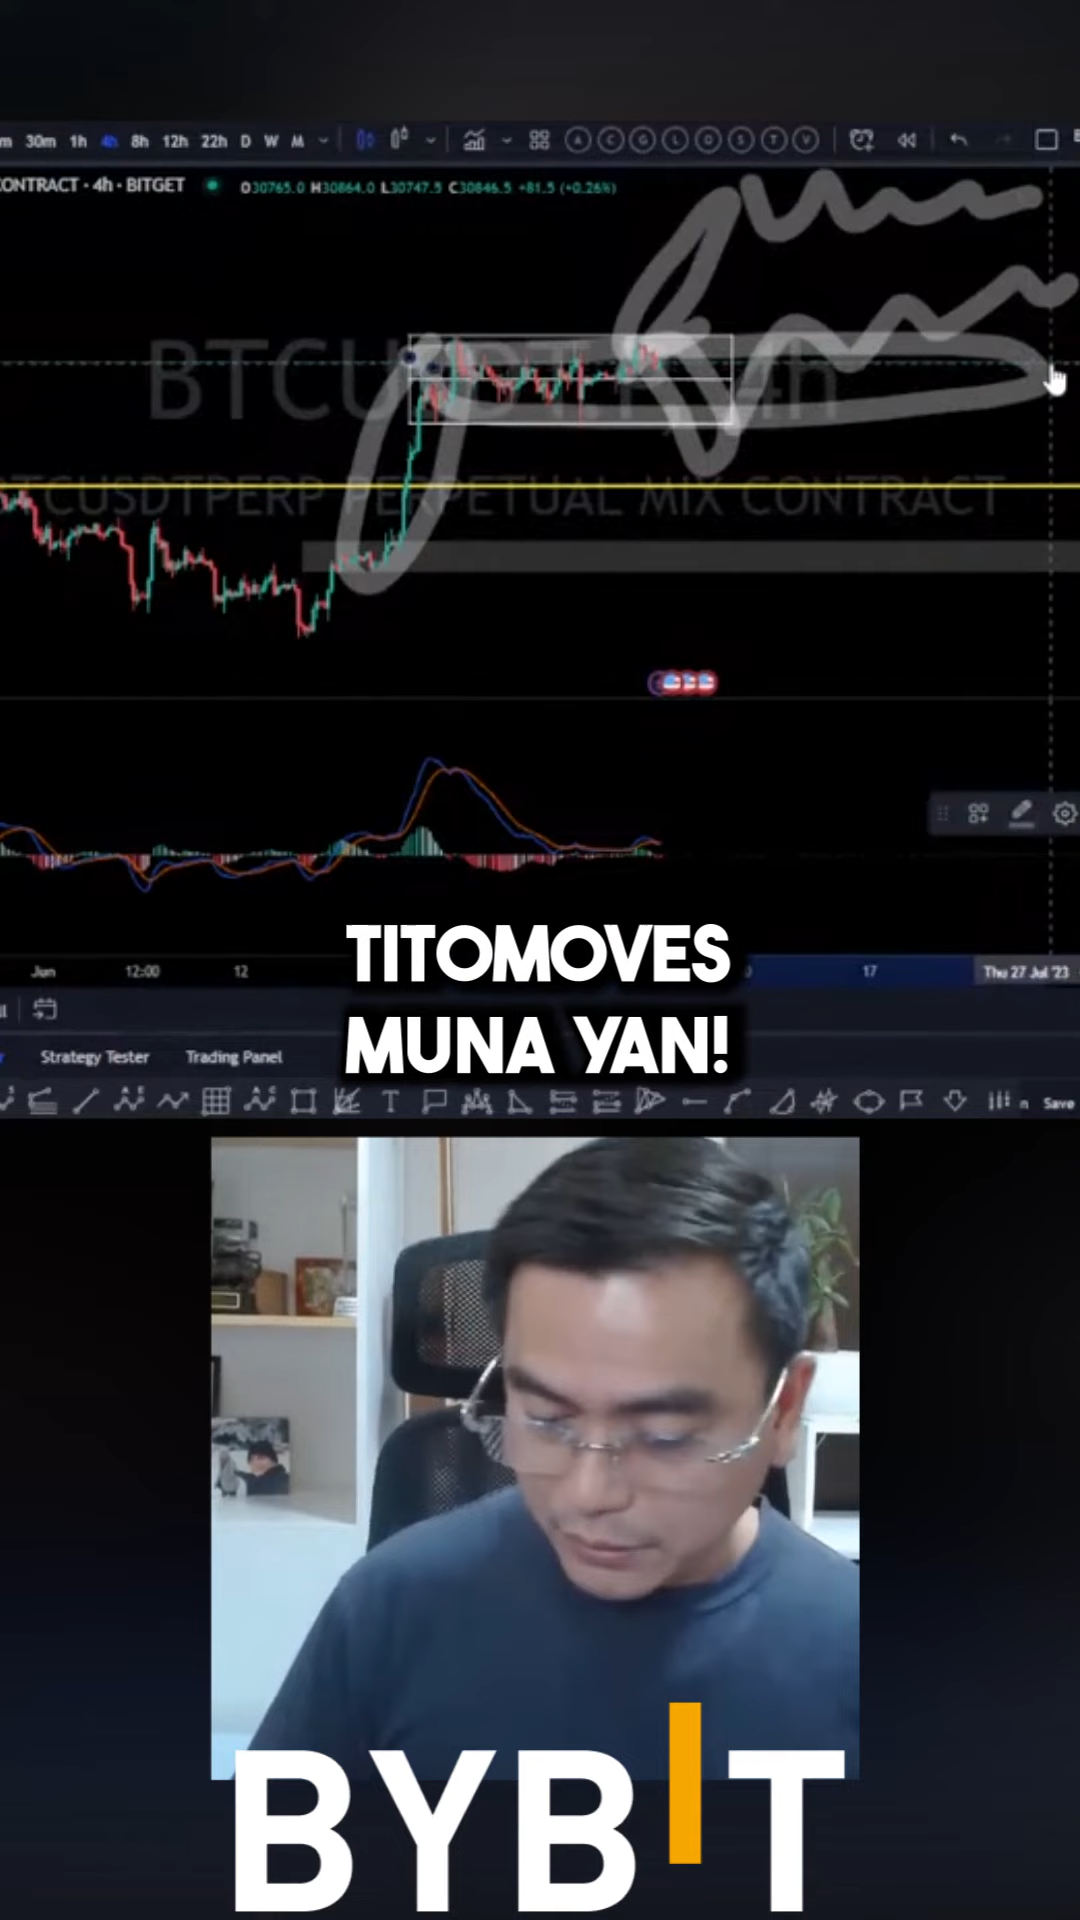 30m 1h 4h 8h 12h 22h D W M
A C G L O S T V
CONTRACT · 4h · BITGET O30765.0 H30864.0 L30747.5 C30846.5 +81.5 (+0.26%)
4h
TCUSDTPERP PERPETUAL MIX CONTRACT
Jun 12:00 12 17 Thu 27 Jul '23
TITOMOVES
MUNA YAN!
Strategy Tester Trading Panel
Save
BYBIT